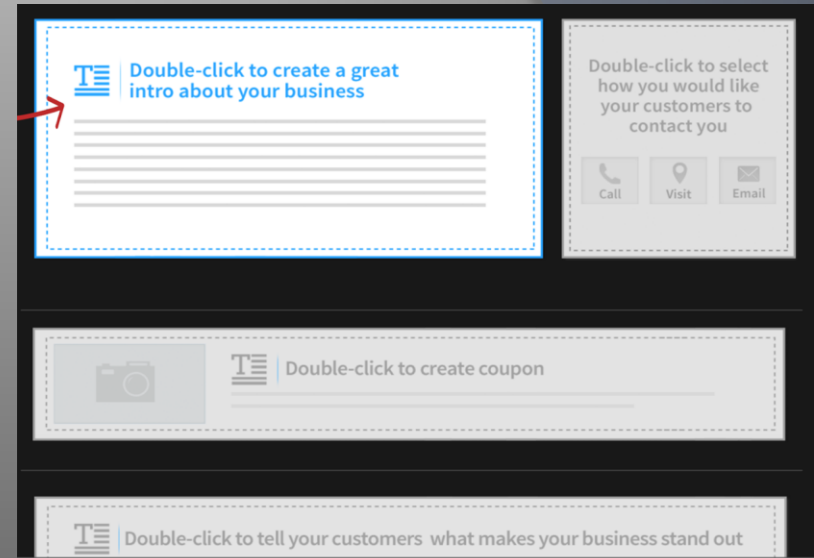 Double-click to create a great
intro about your business
Double-click to select
how you would like
your customers to
contact you
Call
Visit
Email
Double-click to create coupon
Double-click to tell your customers what makes your business stand out